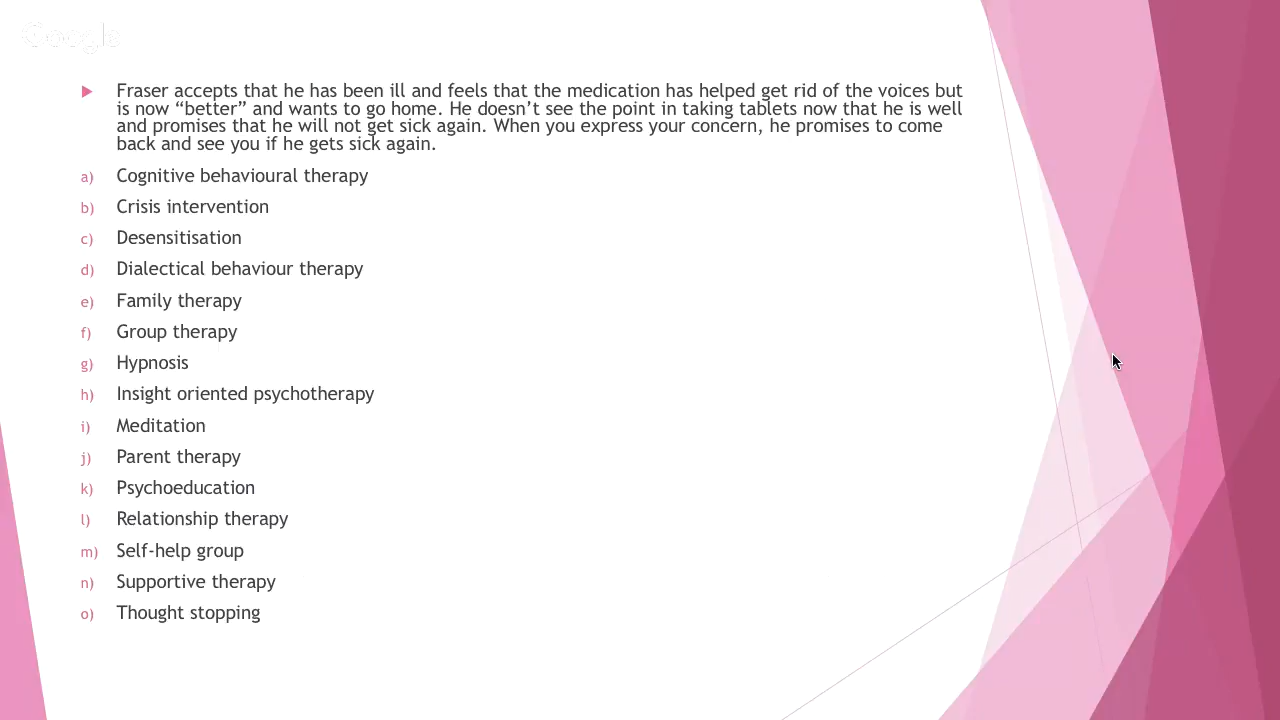 Google
Fraser accepts that he has been ill and feels that the medication has helped get rid of the voices but
is now “better” and wants to go home. He doesn’t see the point in taking tablets now that he is well
and promises that he will not get sick again. When you express your concern, he promises to come
back and see you if he gets sick again.
a) Cognitive behavioural therapy
b) Crisis intervention
c) Desensitisation
d) Dialectical behaviour therapy
e) Family therapy
f) Group therapy
g) Hypnosis
h) Insight oriented psychotherapy
i) Meditation
j) Parent therapy
k) Psychoeducation
l) Relationship therapy
m) Self-help group
n) Supportive therapy
o) Thought stopping